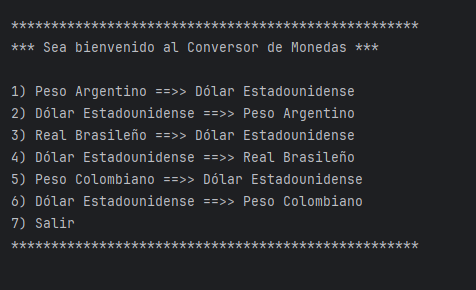 ***************************************************
*** Sea bienvenido al Conversor de Monedas ***
1) Peso Argentino ==>> Dólar Estadounidense
2) Dólar Estadounidense ==>> Peso Argentino
3) Real Brasileño ==>> Dólar Estadounidense
4) Dólar Estadounidense ==>> Real Brasileño
5) Peso Colombiano ==>> Dólar Estadounidense
6) Dólar Estadounidense ==>> Peso Colombiano
7) Salir
***************************************************